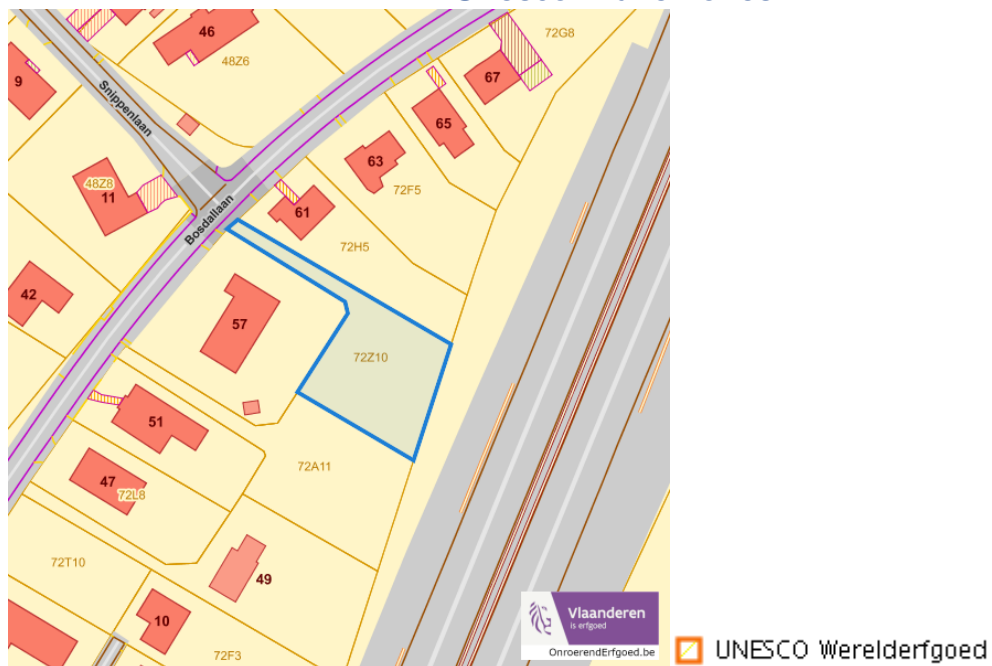 46
72G8
48Z6
9
67
Snippenlaan
65
63
48Z8
11
72F5
61
Bosdallaan
72H5
42
57
72Z10
51
72A11
47
72L8
72T10
49
10
72F3
Vlaanderen
is erfgoed
OnroerendErfgoed.be
UNESCO Werelderfgoed